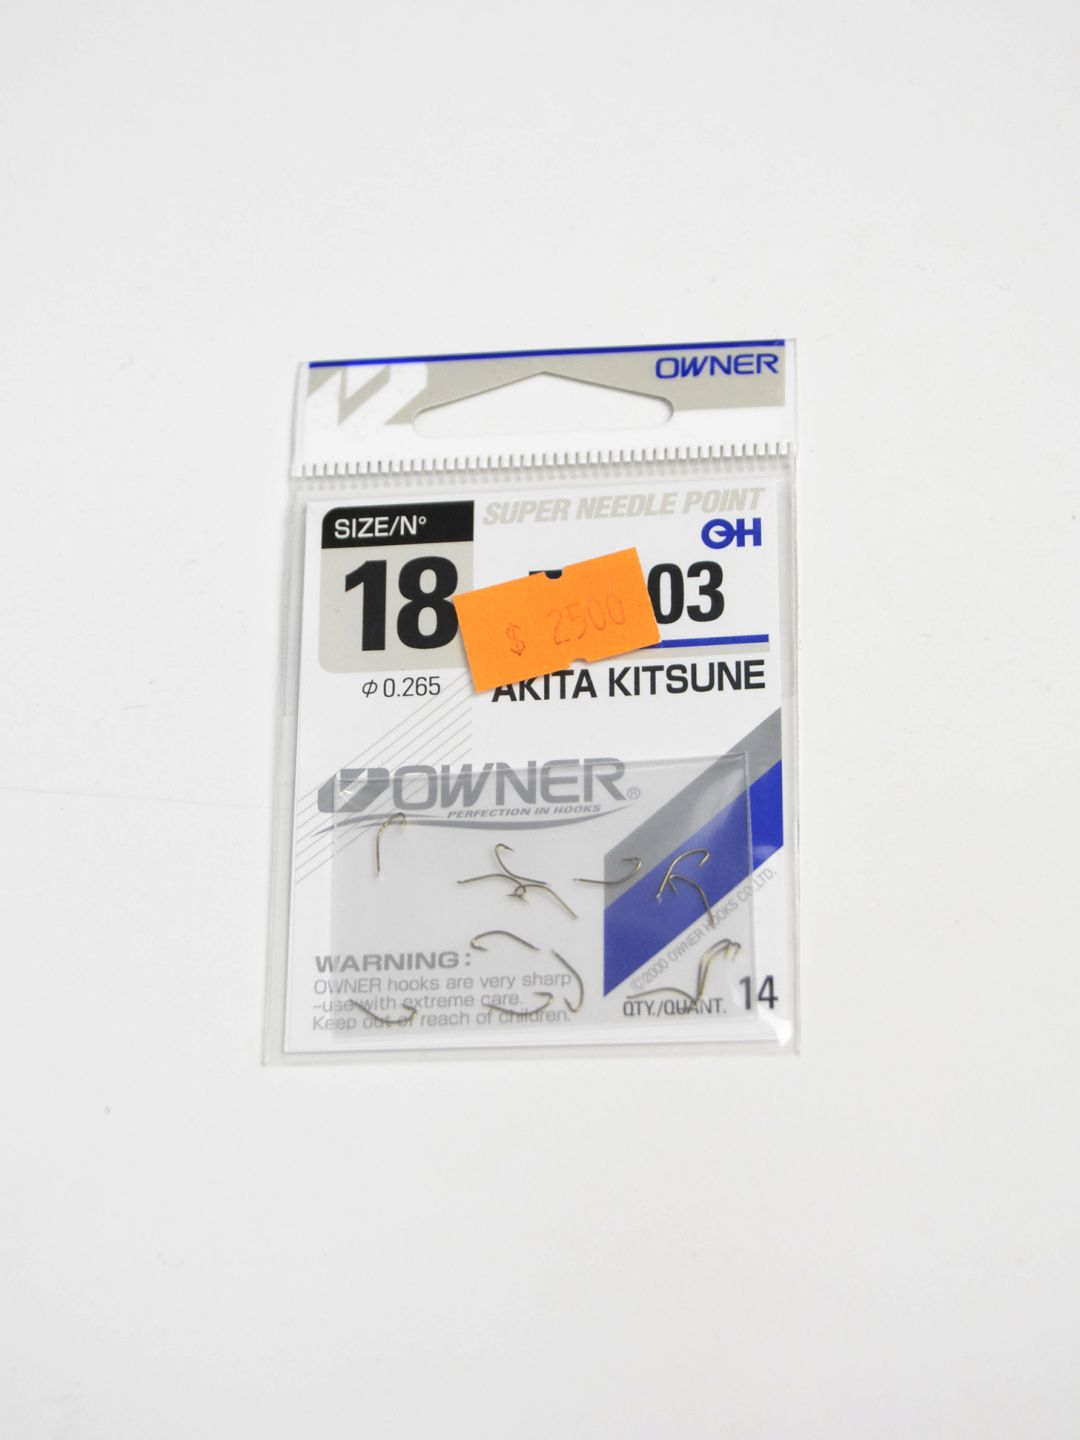 OWNER
SUPER NEEDLE POINT
SIZE/Nº
18
03
$ 2500
φ 0.265
AKITA KITSUNE
OWNER®
PERFECTION IN HOOKS
©2000 OWNER HOOKS CO.,LTD.
WARNING:
OWNER hooks are very sharp
-use with extreme care.
Keep out of reach of children.
QTY./QUANT. 14